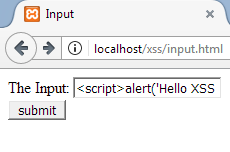 Input
localhost/xss/input.html
The Input: <script>alert('Hello XSS
submit